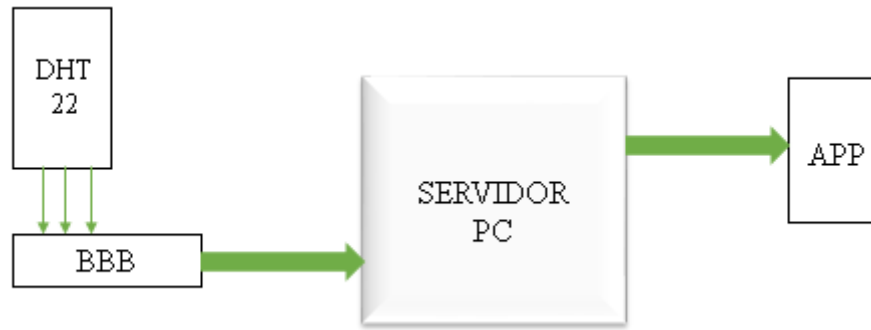 DHT
22
BBB
SERVIDOR
PC
APP